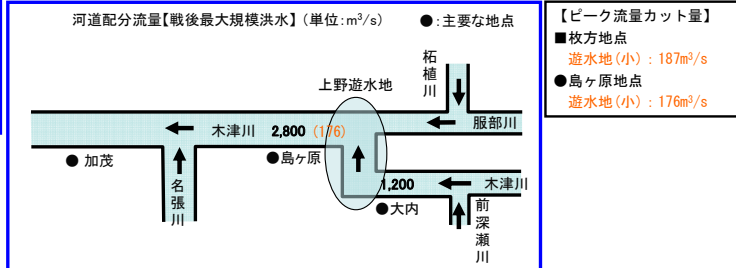 河道配分流量【戦後最大規模洪水】(単位:m³/s)
●:主要な地点
【ピーク流量カット量】
■枚方地点
遊水地(小):187m³/s
●島ヶ原地点
遊水地(小):176m³/s
柘植川
上野遊水地
服部川
木津川
2,800 (176)
●加茂
●島ヶ原
名張川
1,200
木津川
●大内
前深瀬川